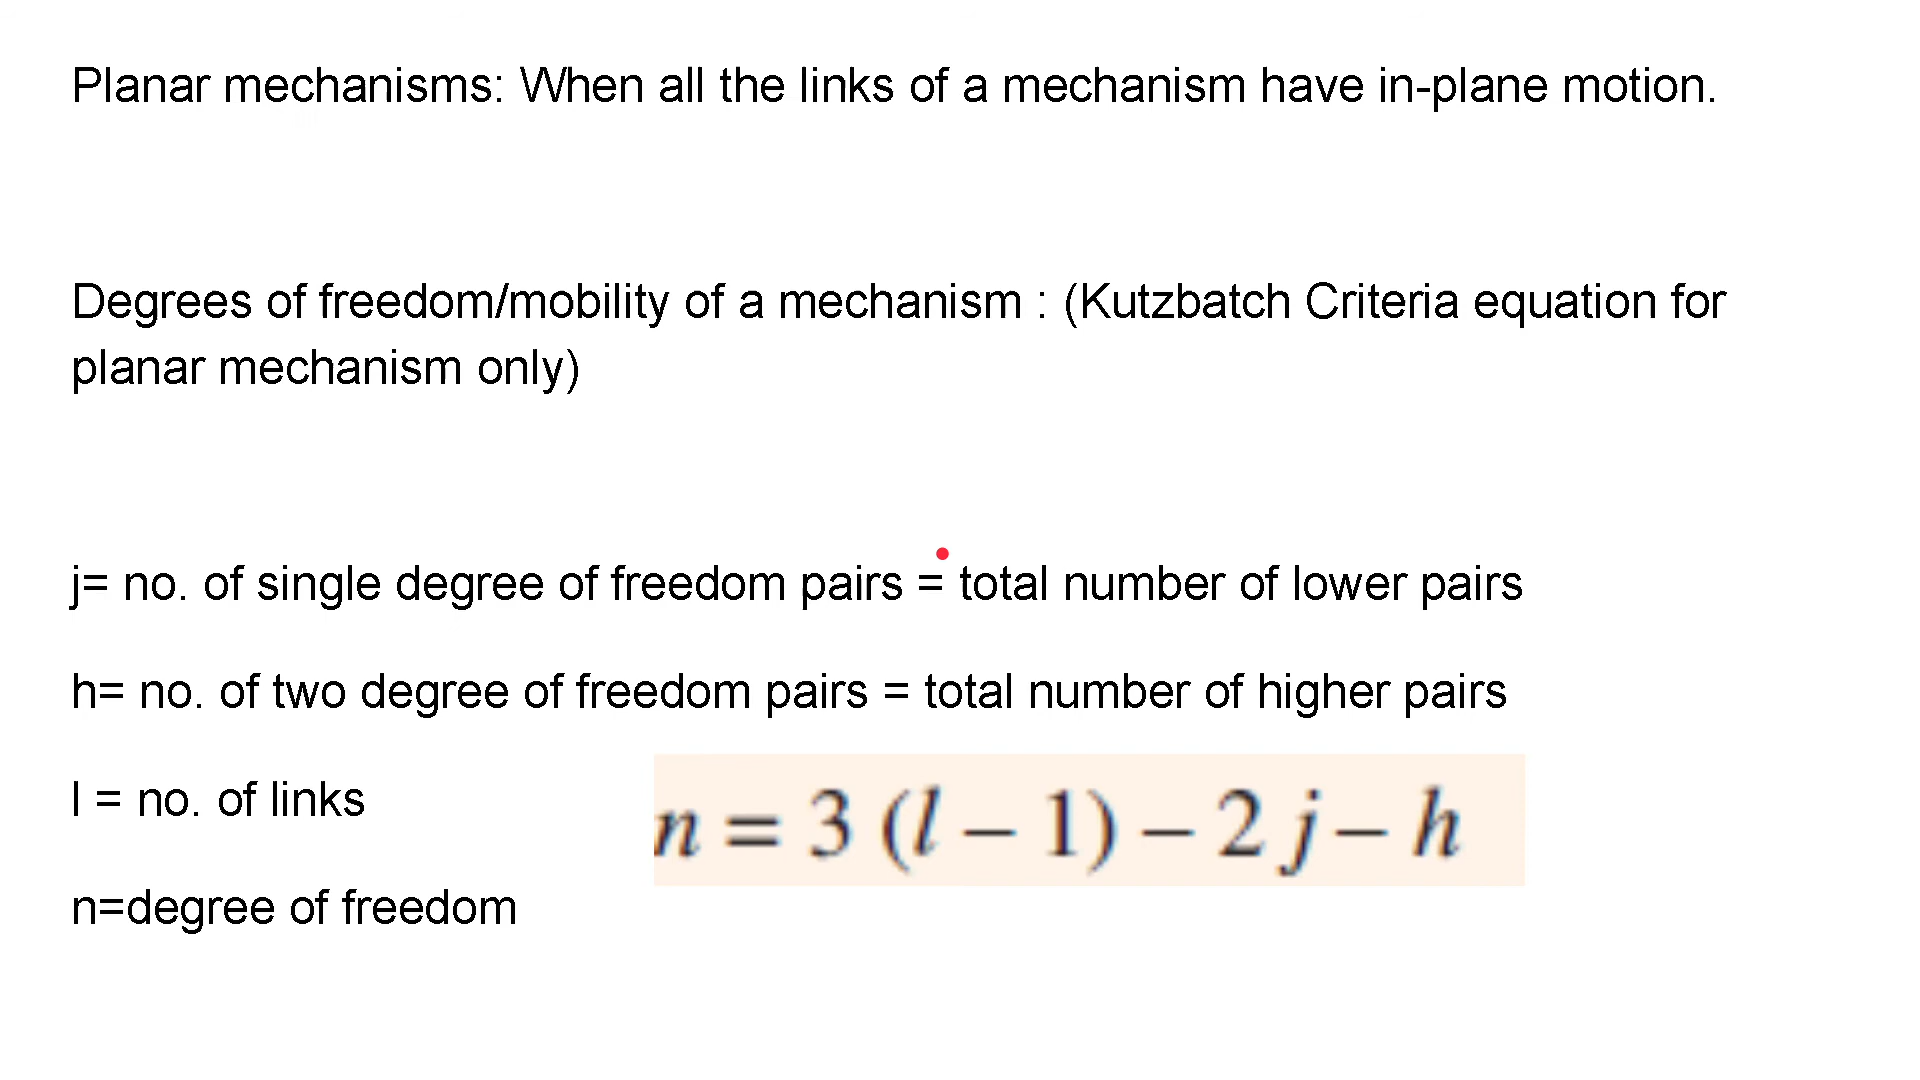 Planar mechanisms: When all the links of a mechanism have in-plane motion.
Degrees of freedom/mobility of a mechanism : (Kutzbatch Criteria equation for
planar mechanism only)
j= no. of single degree of freedom pairs = total number of lower pairs
h= no. of two degree of freedom pairs = total number of higher pairs
l = no. of links
n = 3 (l – 1) – 2 j – h
n=degree of freedom